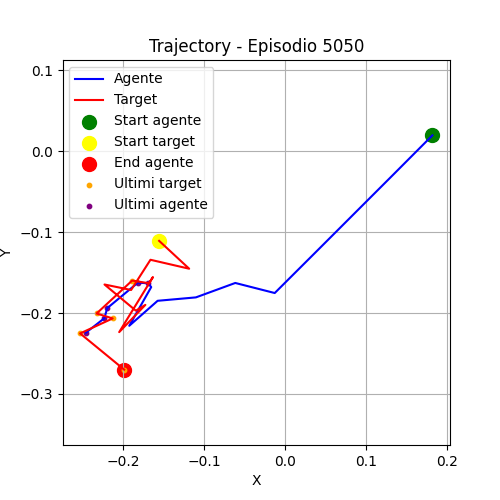 Trajectory - Episodio 5050
Agente
Target
Start agente
Start target
End agente
Ultimi target
Ultimi agente
Y
0.1
0.0
−0.1
−0.2
−0.3
−0.2
−0.1
0.0
0.1
0.2
X